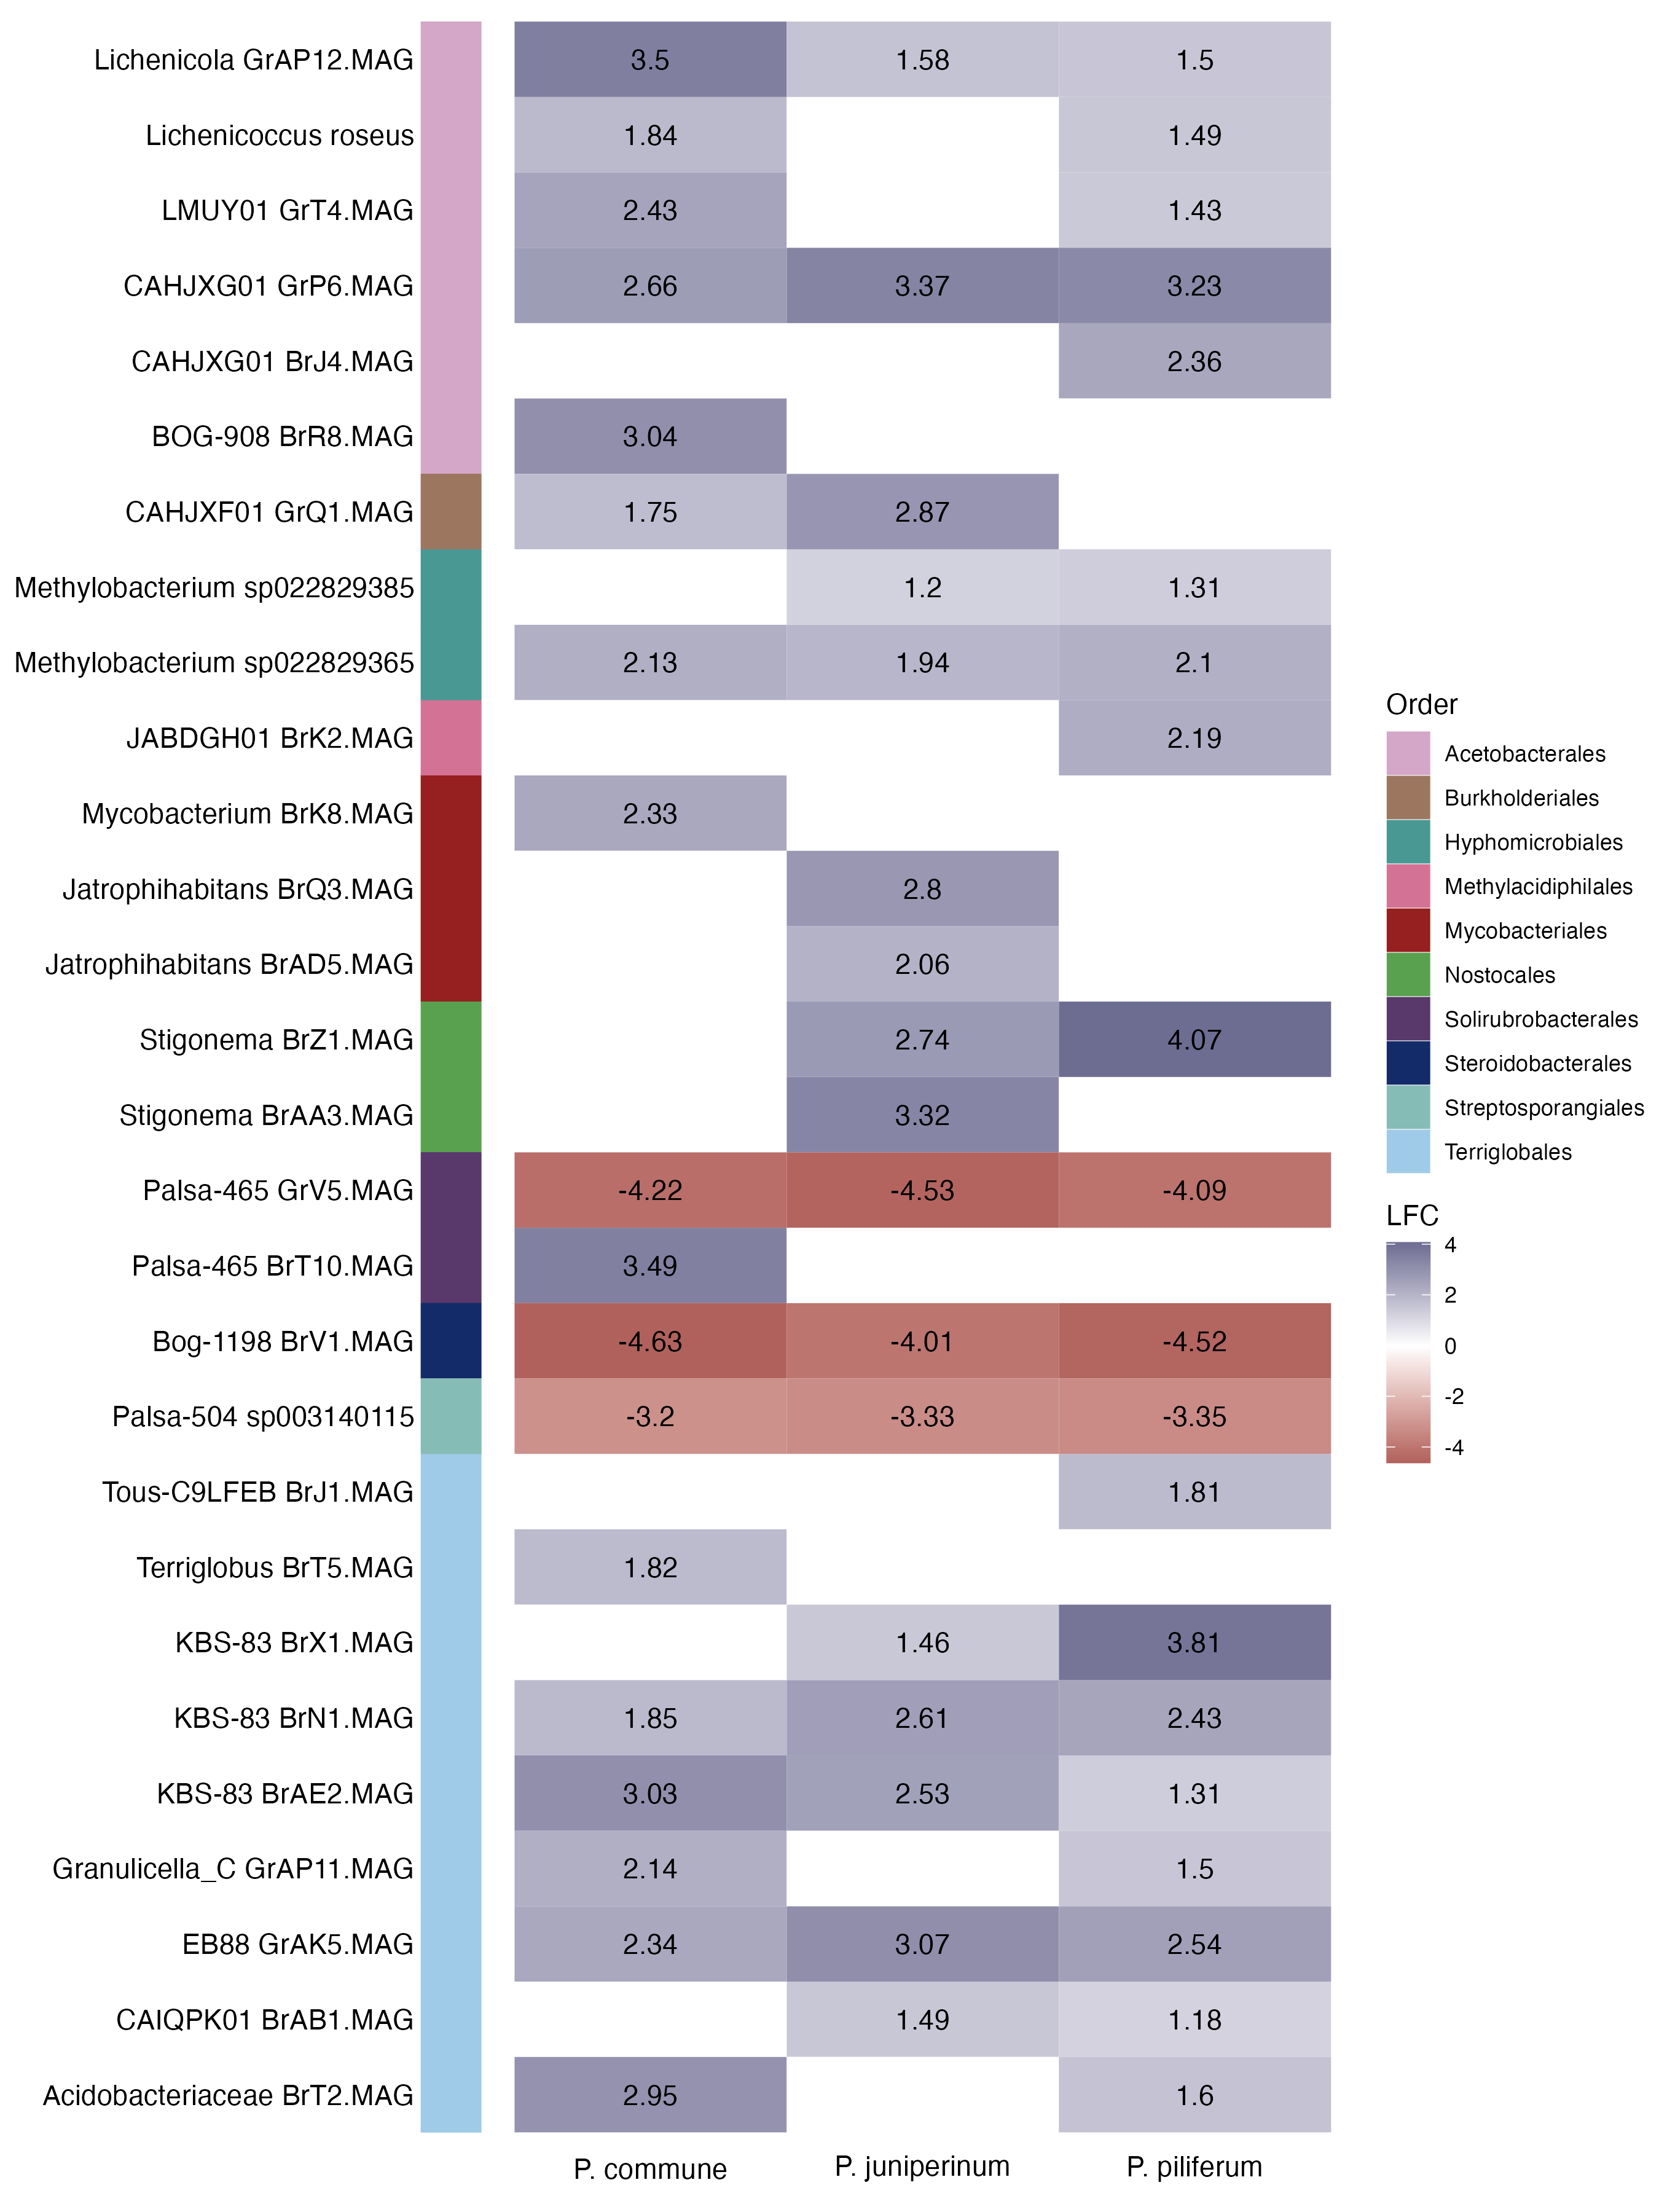 Lichenicola GrAP12.MAG 3.5 1.58 1.5
Lichenicoccus roseus 1.84 1.49
LMUY01 GrT4.MAG 2.43 1.43
CAHJXG01 GrP6.MAG 2.66 3.37 3.23
CAHJXG01 BrJ4.MAG 2.36
BOG-908 BrR8.MAG 3.04
CAHJXF01 GrQ1.MAG 1.75 2.87
Methylobacterium sp022829385 1.2 1.31
Methylobacterium sp022829365 2.13 1.94 2.1
JABDGH01 BrK2.MAG 2.19
Mycobacterium BrK8.MAG 2.33
Jatrophihabitans BrQ3.MAG 2.8
Jatrophihabitans BrAD5.MAG 2.06
Stigonema BrZ1.MAG 2.74 4.07
Stigonema BrAA3.MAG 3.32
Palsa-465 GrV5.MAG -4.22 -4.53 -4.09
Palsa-465 BrT10.MAG 3.49
Bog-1198 BrV1.MAG -4.63 -4.01 -4.52
Palsa-504 sp003140115 -3.2 -3.33 -3.35
Tous-C9LFEB BrJ1.MAG 1.81
Terriglobus BrT5.MAG 1.82
KBS-83 BrX1.MAG 1.46 3.81
KBS-83 BrN1.MAG 1.85 2.61 2.43
KBS-83 BrAE2.MAG 3.03 2.53 1.31
Granulicella_C GrAP11.MAG 2.14 1.5
EB88 GrAK5.MAG 2.34 3.07 2.54
CAIQPK01 BrAB1.MAG 1.49 1.18
Acidobacteriaceae BrT2.MAG 2.95 1.6
P. commune P. juniperinum P. piliferum
Order
Acetobacterales
Burkholderiales
Hyphomicrobiales
Methylacidiphilales
Mycobacteriales
Nostocales
Solirubrobacterales
Steroidobacterales
Streptosporangiales
Terriglobales
LFC
4
2
0
-2
-4